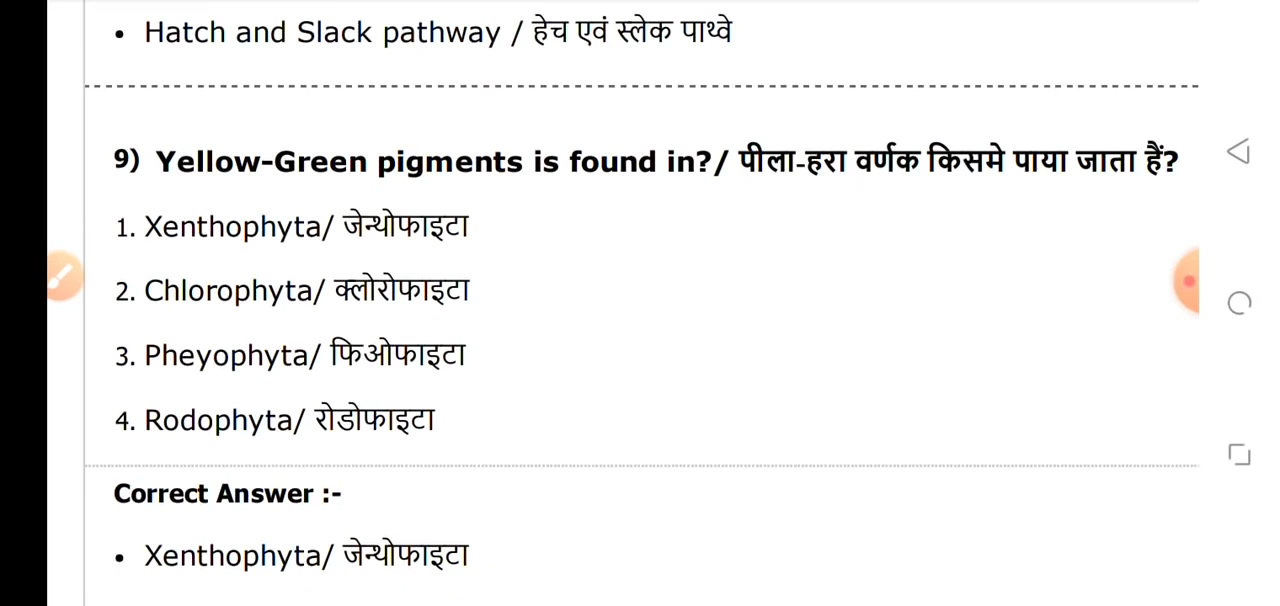 • Hatch and Slack pathway / हेच एवं स्लेक पाथ्वे
9) Yellow-Green pigments is found in?/ पीला-हरा वर्णक किसमे पाया जाता हैं?
1. Xenthophyta/ जेन्थोफाइटा
2. Chlorophyta/ क्लोरोफाइटा
3. Pheyophyta/ फिओफाइटा
4. Rodophyta/ रोडोफाइटा
Correct Answer :-
• Xenthophyta/ जेन्थोफाइटा